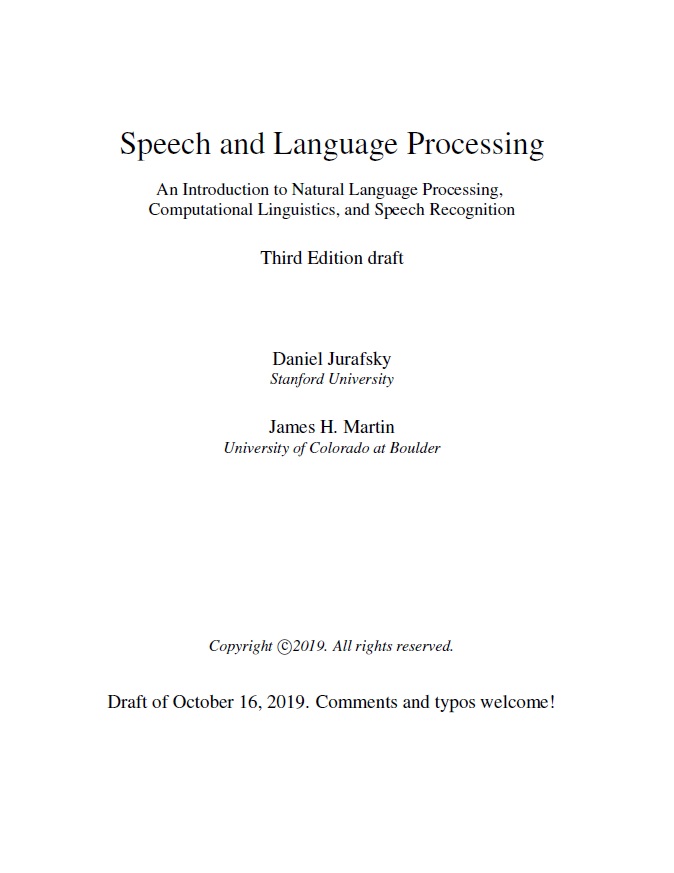 Speech and Language Processing
An Introduction to Natural Language Processing,
Computational Linguistics, and Speech Recognition
Third Edition draft
Daniel Jurafsky
Stanford University
James H. Martin
University of Colorado at Boulder
Copyright ©2019. All rights reserved.
Draft of October 16, 2019. Comments and typos welcome!